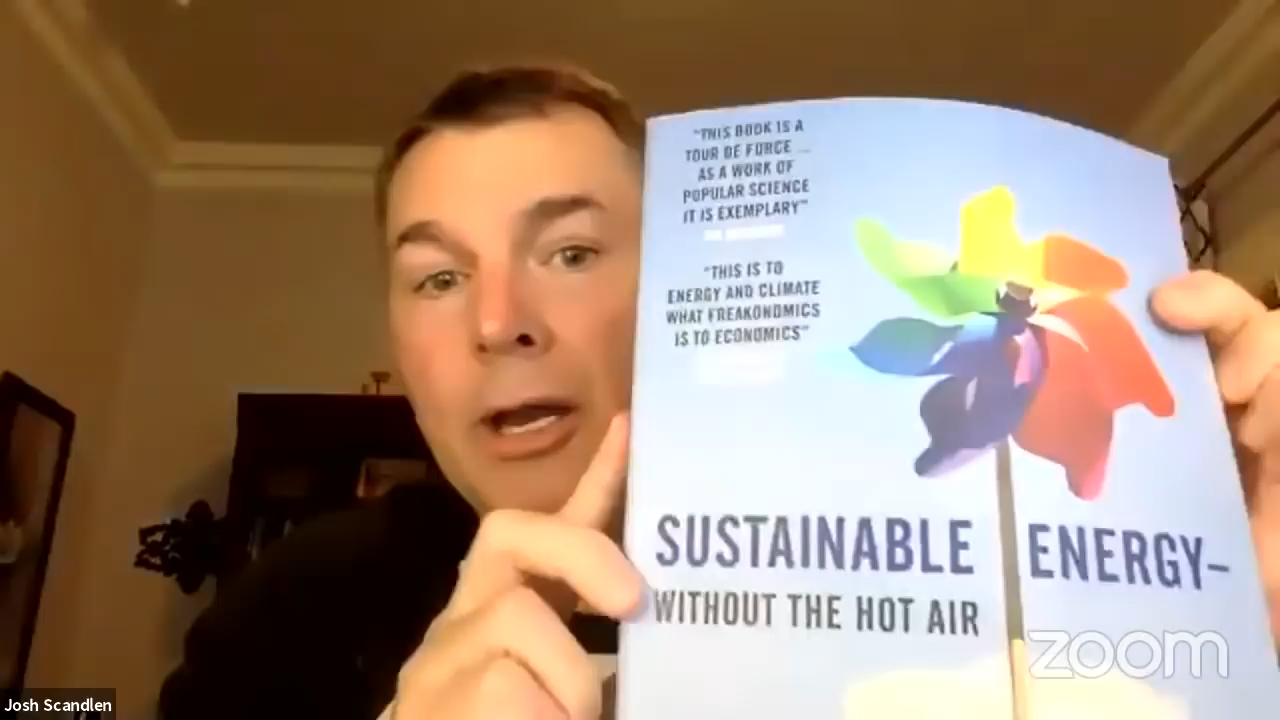 "THIS BOOK IS A
TOUR DE FORCE ...
AS A WORK OF
POPULAR SCIENCE
IT IS EXEMPLARY"
"THIS IS TO
ENERGY AND CLIMATE
WHAT FREAKONOMICS
IS TO ECONOMICS"
SUSTAINABLE ENERGY–
WITHOUT THE HOT AIR
zoom
Josh Scandlen